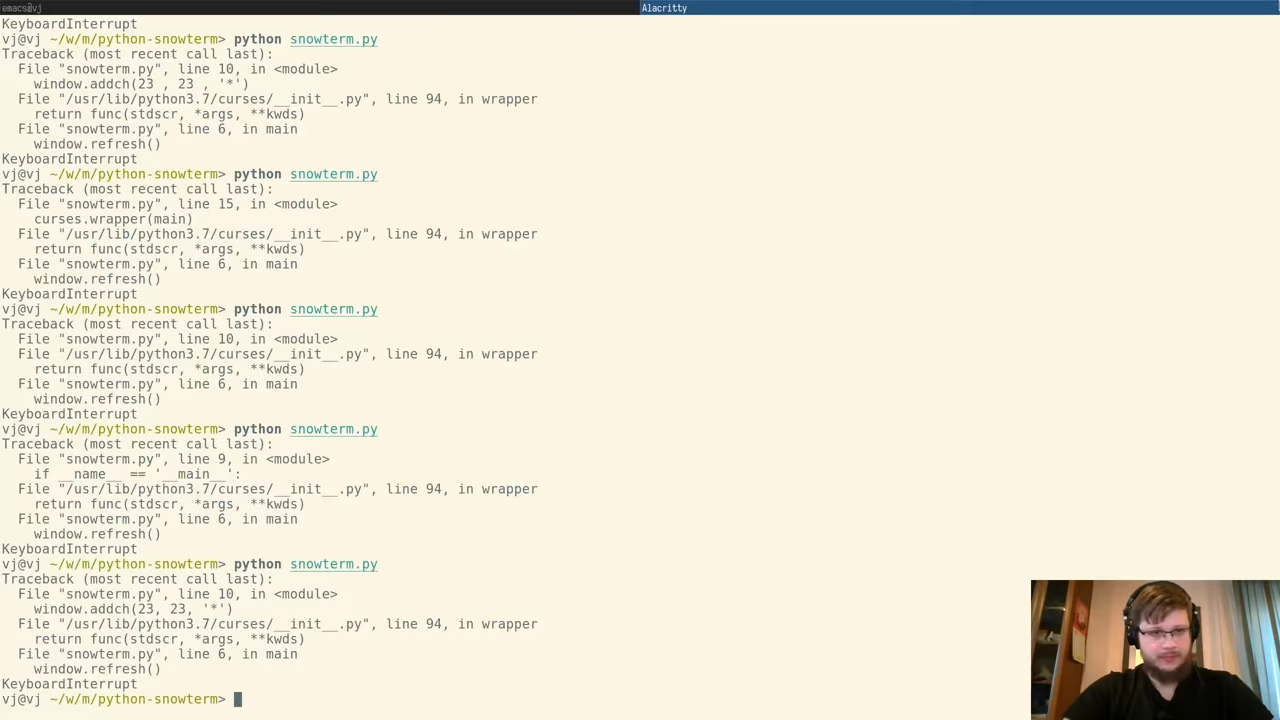 emacs@vj
Alacritty
KeyboardInterrupt
vj@vj ~/w/m/python-snowterm> python snowterm.py
Traceback (most recent call last):
  File "snowterm.py", line 10, in <module>
    window.addch(23 , 23 , '*')
  File "/usr/lib/python3.7/curses/__init__.py", line 94, in wrapper
    return func(stdscr, *args, **kwds)
  File "snowterm.py", line 6, in main
    window.refresh()
KeyboardInterrupt
vj@vj ~/w/m/python-snowterm> python snowterm.py
Traceback (most recent call last):
  File "snowterm.py", line 15, in <module>
    curses.wrapper(main)
  File "/usr/lib/python3.7/curses/__init__.py", line 94, in wrapper
    return func(stdscr, *args, **kwds)
  File "snowterm.py", line 6, in main
    window.refresh()
KeyboardInterrupt
vj@vj ~/w/m/python-snowterm> python snowterm.py
Traceback (most recent call last):
  File "snowterm.py", line 10, in <module>
  File "/usr/lib/python3.7/curses/__init__.py", line 94, in wrapper
    return func(stdscr, *args, **kwds)
  File "snowterm.py", line 6, in main
    window.refresh()
KeyboardInterrupt
vj@vj ~/w/m/python-snowterm> python snowterm.py
Traceback (most recent call last):
  File "snowterm.py", line 9, in <module>
    if __name__ == '__main__':
  File "/usr/lib/python3.7/curses/__init__.py", line 94, in wrapper
    return func(stdscr, *args, **kwds)
  File "snowterm.py", line 6, in main
    window.refresh()
KeyboardInterrupt
vj@vj ~/w/m/python-snowterm> python snowterm.py
Traceback (most recent call last):
  File "snowterm.py", line 10, in <module>
    window.addch(23, 23, '*')
  File "/usr/lib/python3.7/curses/__init__.py", line 94, in wrapper
    return func(stdscr, *args, **kwds)
  File "snowterm.py", line 6, in main
    window.refresh()
KeyboardInterrupt
vj@vj ~/w/m/python-snowterm>